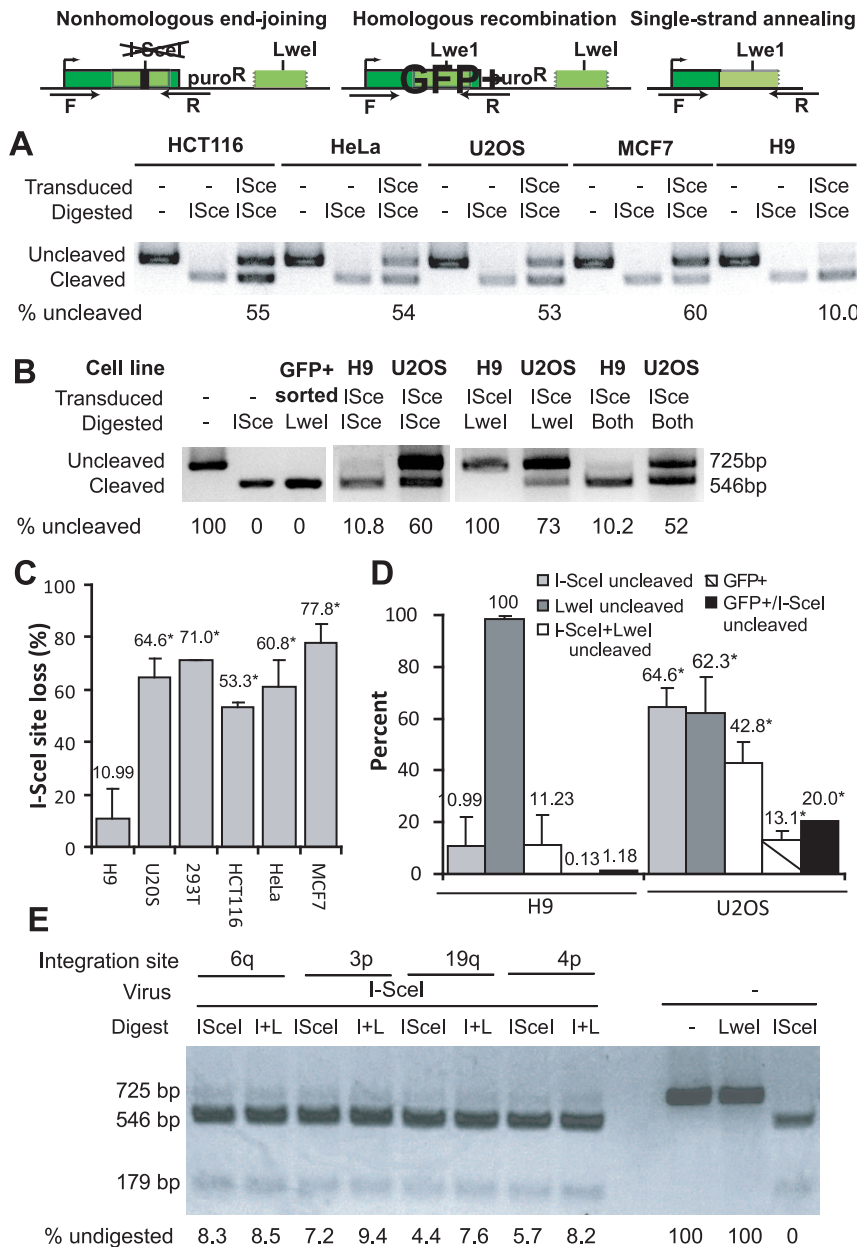 Nonhomologous end-joining
Homologous recombination
Single-strand annealing
I-SceI
LweI
Lwe1
LweI
Lwe1
puroR
GFP+
puroR
F
R
F
R
F
R
A
HCT116
HeLa
U2OS
MCF7
H9
Transduced - - ISce - - ISce - - ISce - - ISce - - ISce
Digested - ISce ISce - ISce ISce - ISce ISce - ISce ISce - ISce ISce
Uncleaved
Cleaved
% uncleaved 55 54 53 60 10.0
B
Cell line - - GFP+ sorted H9 U2OS H9 U2OS H9 U2OS
Transduced - - ISce ISce ISceI ISce ISce ISce
Digested - ISce LweI ISce ISce LweI LweI Both Both
Uncleaved 725bp
Cleaved 546bp
% uncleaved 100 0 0 10.8 60 100 73 10.2 52
C
I-SceI site loss (%)
100
80
60
40
20
0
10.99
64.6*
71.0*
53.3*
60.8*
77.8*
H9
U20S
293T
HCT116
HeLa
MCF7
D
I-SceI uncleaved
LweI uncleaved
I-SceI+LweI
uncleaved
GFP+
GFP+/I-SceI
uncleaved
Percent
100
80
60
40
20
0
10.99
100
11.23
0.13
1.18
64.6*
62.3*
42.8*
13.1*
20.0*
H9
U2OS
E
Integration site 6q 3p 19q 4p
Virus I-SceI -
Digest ISceI I+L ISceI I+L ISceI I+L ISceI I+L - LweI ISceI
725 bp
546 bp
179 bp
% undigested 8.3 8.5 7.2 9.4 4.4 7.6 5.7 8.2 100 100 0